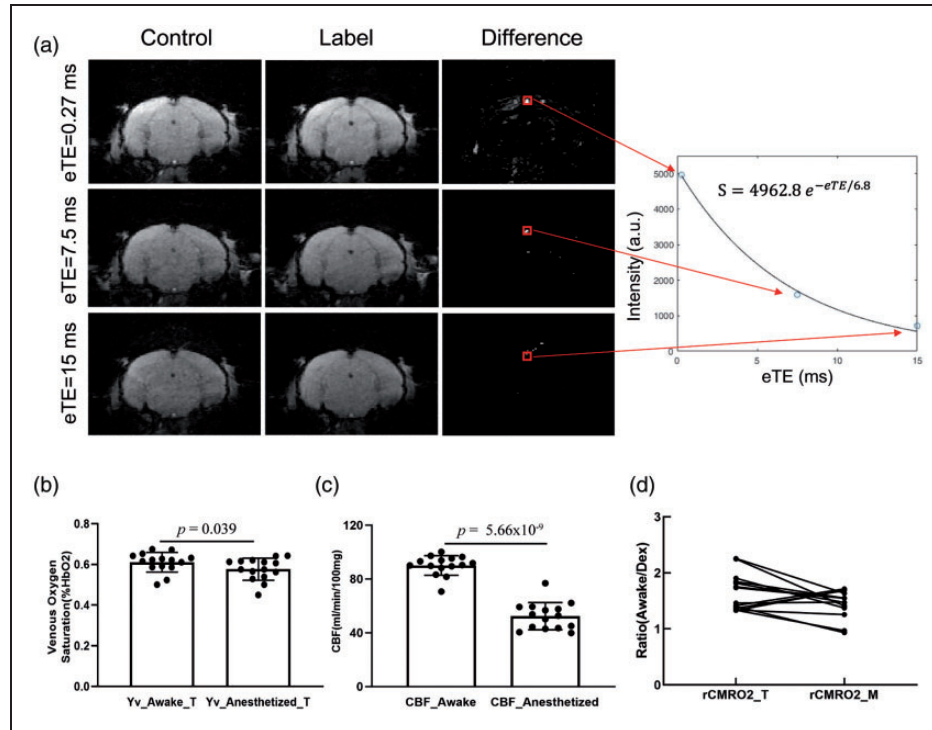 (a)
Control Label Difference
eTE=0.27 ms
eTE=7.5 ms
eTE=15 ms
S = 4962.8 e^{-eTE/6.8}
Intensity (a.u.)
5000
4000
3000
2000
1000
0
0 5 10 15
eTE (ms)
(b)
p = 0.039
Venous Oxygen
Saturation(%HbO2)
0.8
0.6
0.4
0.2
0.0
Yv_Awake_T Yv_Anesthetized_T
(c)
p = 5.66x10^{-9}
CBF(ml/min/100mg)
120
80
40
0
CBF_Awake CBF_Anesthetized
(d)
Ratio(Awake/Dex)
3
2
1
0
rCMRO2_T rCMRO2_M